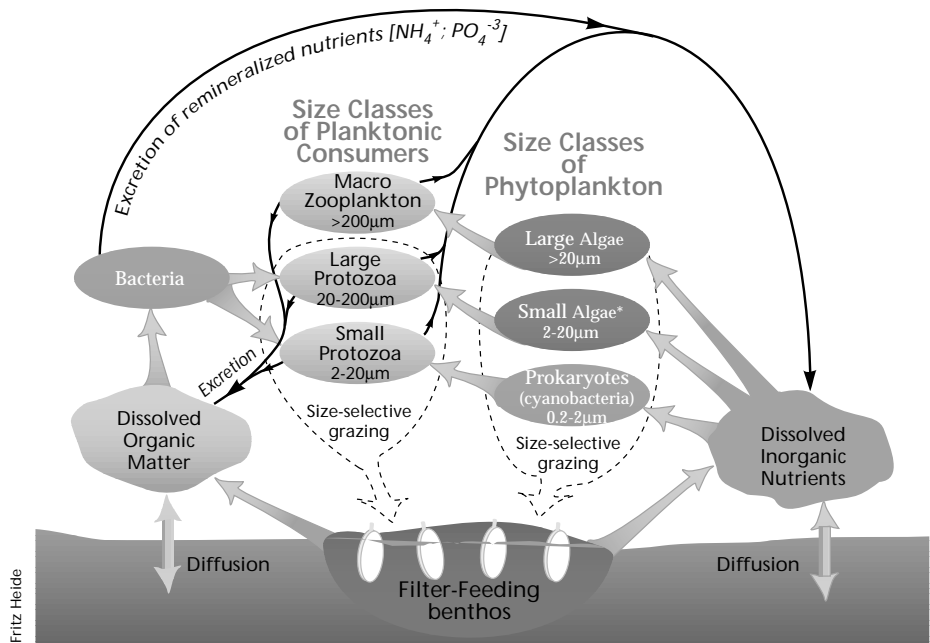 Excretion of remineralized nutrients [NH₄⁺; PO₄⁻³]
Size Classes
of Planktonic
Consumers
Size Classes
of
Phytoplankton
Macro
Zooplankton
>200µm
Large Algae
>20µm
Bacteria
Large
Protozoa
20-200µm
Small Algae*
2-20µm
Small
Protozoa
2-20µm
Excretion
Prokaryotes
(cyanobacteria)
0.2-2µm
Dissolved
Organic
Matter
Size-selective
grazing
Size-selective
grazing
Dissolved
Inorganic
Nutrients
Diffusion
Diffusion
Filter-Feeding
benthos
Fritz Heide